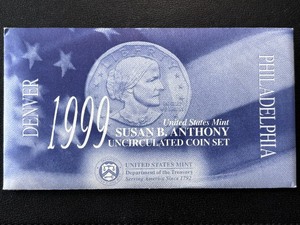 DENVER
1999
United States Mint
SUSAN B. ANTHONY
UNCIRCULATED COIN SET
PHILADELPHIA
UNITED STATES MINT
Department of the Treasury
Serving America Since 1792